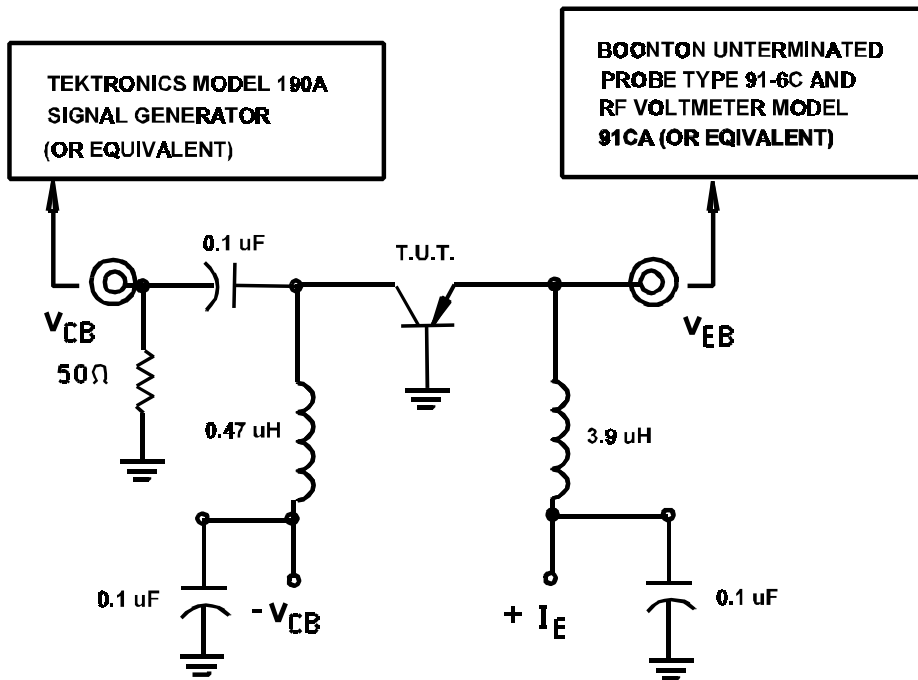 TEKTRONICS MODEL 190A
SIGNAL GENERATOR
(OR EQUIVALENT)
BOONTON UNTERMINATED
PROBE TYPE 91-6C AND
RF VOLTMETER MODEL
91CA (OR EQIVALENT)
0.1 uF
T.U.T.
VCB
VEB
50Ω
0.47 uH
3.9 uH
0.1 uF
- VCB
+ IE
0.1 uF